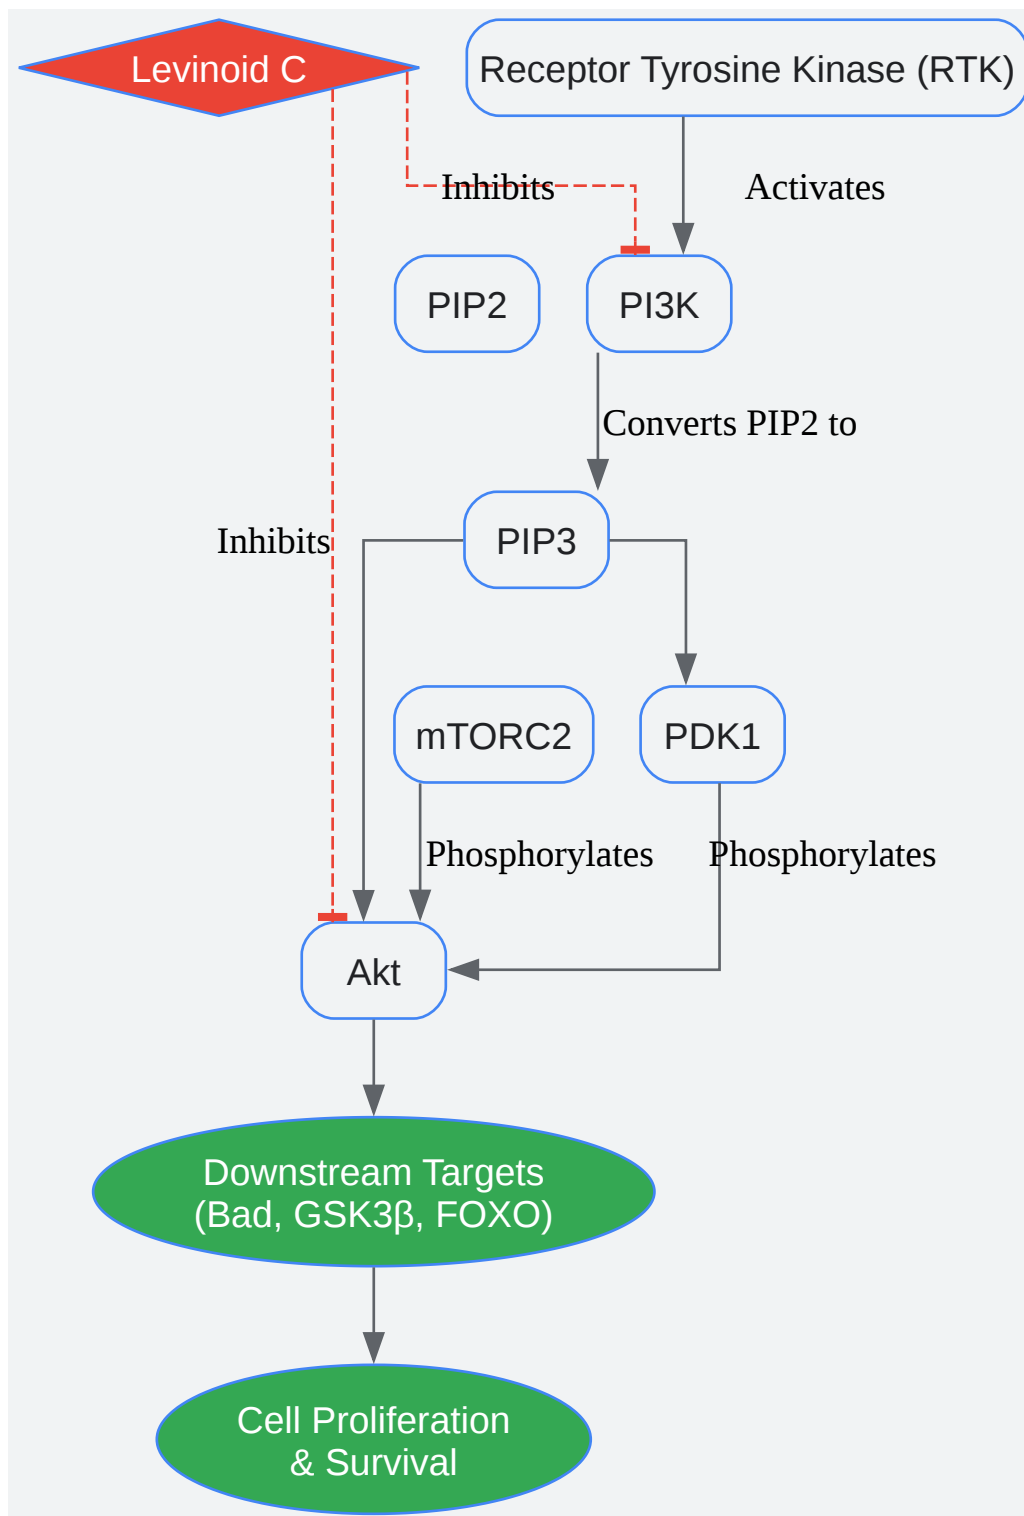 Levinoid C
Receptor Tyrosine Kinase (RTK)
Inhibits
Activates
PIP2
PI3K
Converts PIP2 to
Inhibits
PIP3
mTORC2
PDK1
Phosphorylates
Phosphorylates
Akt
Downstream Targets
(Bad, GSK3β, FOXO)
Cell Proliferation
& Survival